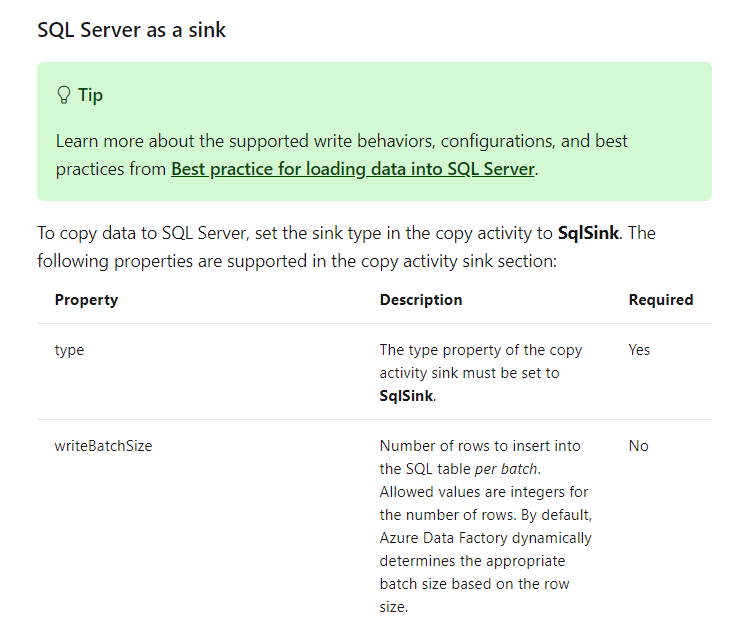 SQL Server as a sink
Tip
Learn more about the supported write behaviors, configurations, and best
practices from Best practice for loading data into SQL Server.
To copy data to SQL Server, set the sink type in the copy activity to SqlSink. The
following properties are supported in the copy activity sink section:
Property Description Required
type The type property of the copy Yes
activity sink must be set to
SqlSink.
writeBatchSize Number of rows to insert into No
the SQL table per batch.
Allowed values are integers for
the number of rows. By default,
Azure Data Factory dynamically
determines the appropriate
batch size based on the row
size.